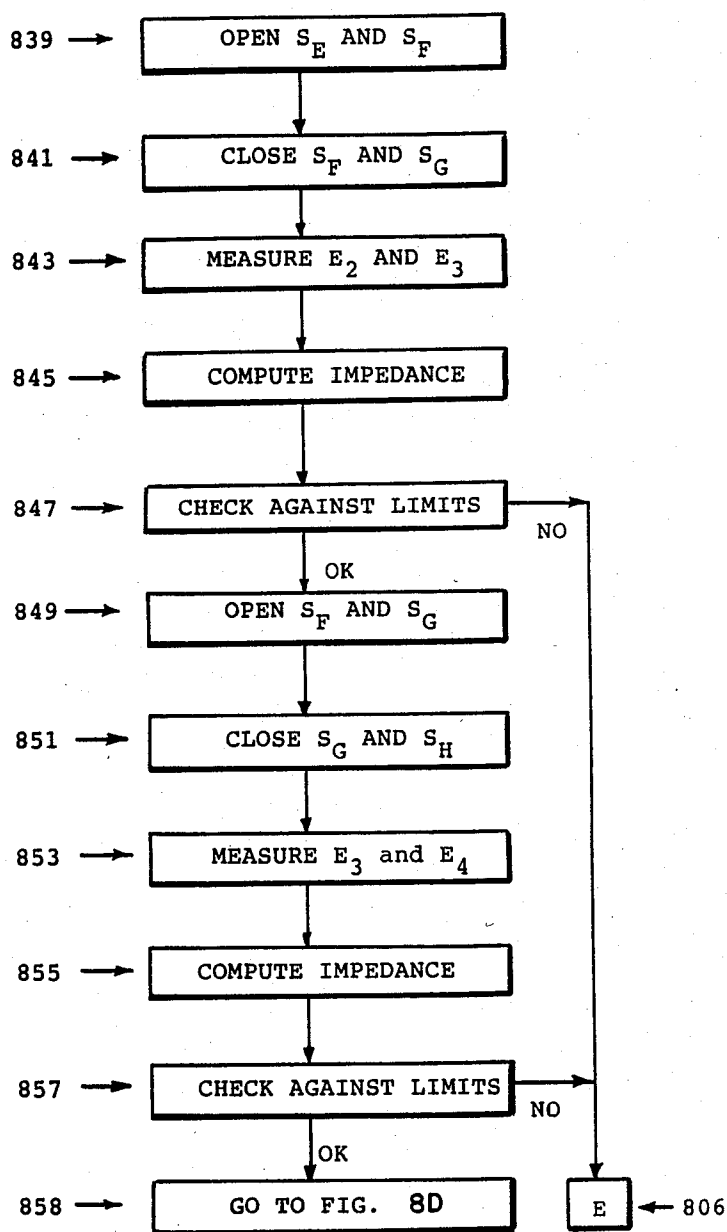 839 OPEN S_E AND S_F
841 CLOSE S_F AND S_G
843 MEASURE E_2 AND E_3
845 COMPUTE IMPEDANCE
847 CHECK AGAINST LIMITS
NO
OK
849 OPEN S_F AND S_G
851 CLOSE S_G AND S_H
853 MEASURE E_3 and E_4
855 COMPUTE IMPEDANCE
857 CHECK AGAINST LIMITS
NO
OK
858 GO TO FIG. 8D
E 806